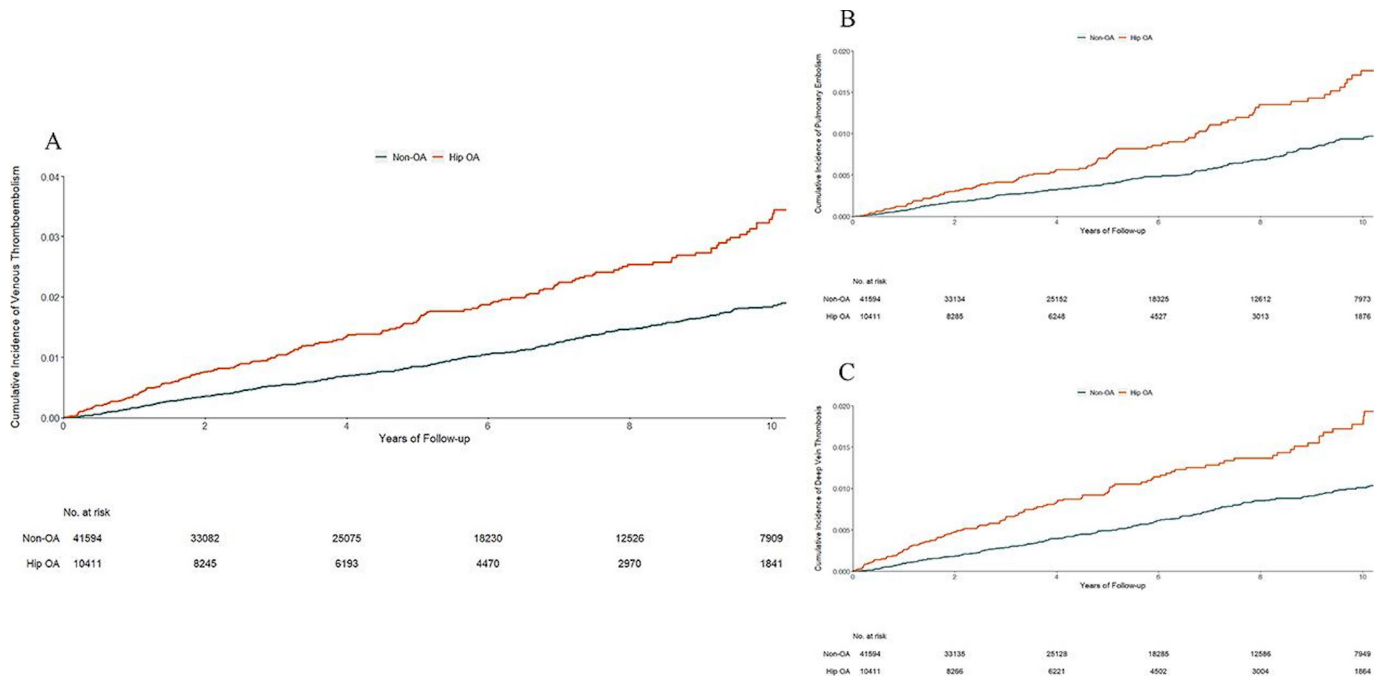 A
Non-OA Hip OA
Cumulative Incidence of Venous Thromboembolism
0.04
0.03
0.02
0.01
0.00
0 2 4 6 8 10
Years of Follow-up
No. at risk
Non-OA 41594 33082 25075 18230 12526 7909
Hip OA 10411 8245 6193 4470 2970 1841
B
Non-OA Hip OA
Cumulative Incidence of Pulmonary Embolism
0.020
0.015
0.010
0.005
0.000
0 2 4 6 8 10
Years of Follow-up
No. at risk
Non-OA 41594 33134 25152 18325 12612 7973
Hip OA 10411 8285 6248 4527 3013 1876
C
Non-OA Hip OA
Cumulative Incidence of Deep Vein Thrombosis
0.020
0.015
0.010
0.005
0.000
0 2 4 6 8 10
Years of Follow-up
No. at risk
Non-OA 41594 33135 25128 18285 12586 7949
Hip OA 10411 8266 6221 4502 3004 1864